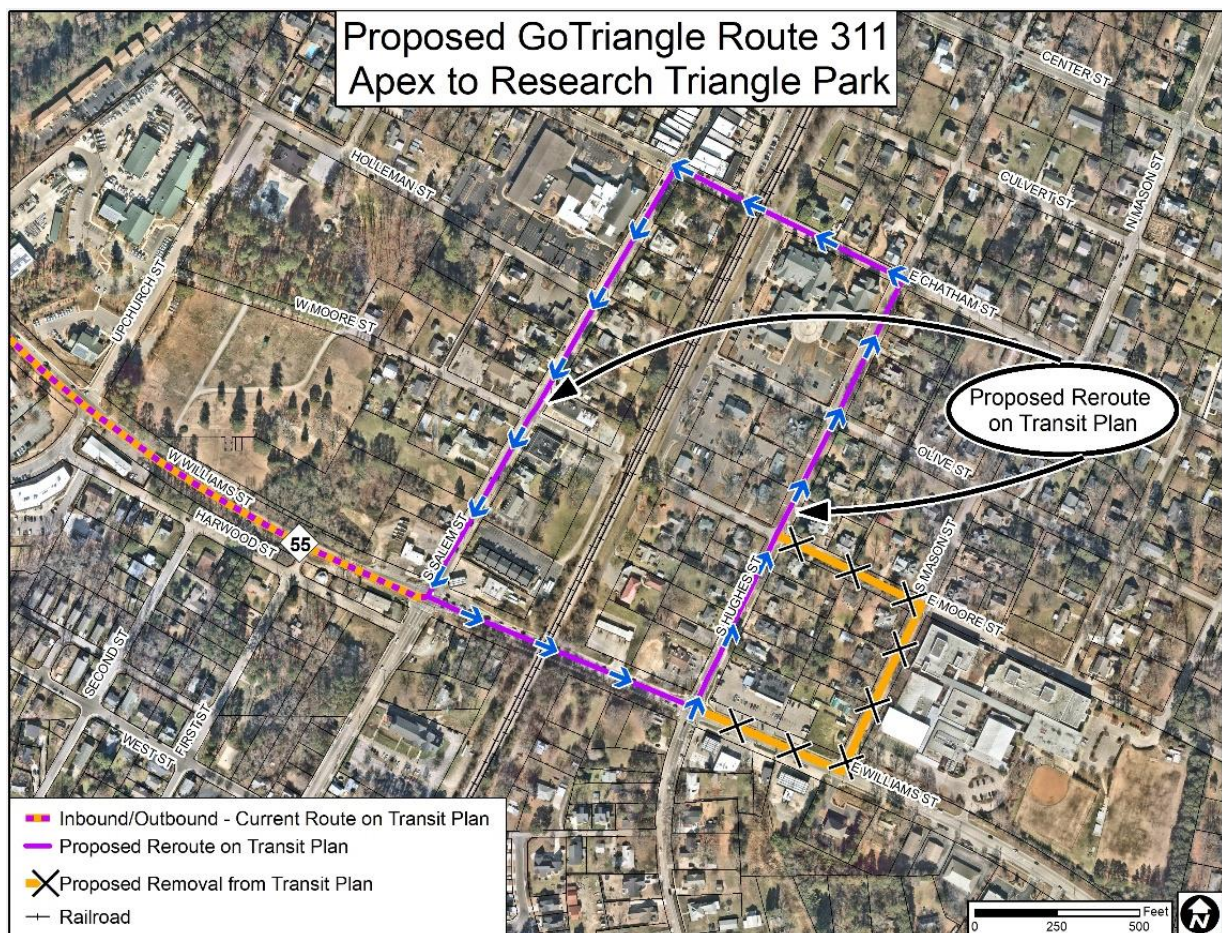 Proposed GoTriangle Route 311
Apex to Research Triangle Park
CENTER ST
HOLLEMAN ST
CULVERT ST
N MASON ST
UPCHURCH ST
W MOORE ST
E CHATHAM ST
Proposed Reroute
on Transit Plan
OLIVE ST
W WILLIAMS ST
HARWOOD ST
55
S SALEM ST
S HUGHES ST
S MASON ST
E MOORE ST
SECOND ST
FIRST ST
WEST ST
E WILLIAMS ST
Inbound/Outbound - Current Route on Transit Plan
Proposed Reroute on Transit Plan
Proposed Removal from Transit Plan
Railroad
Feet
0 250 500
N